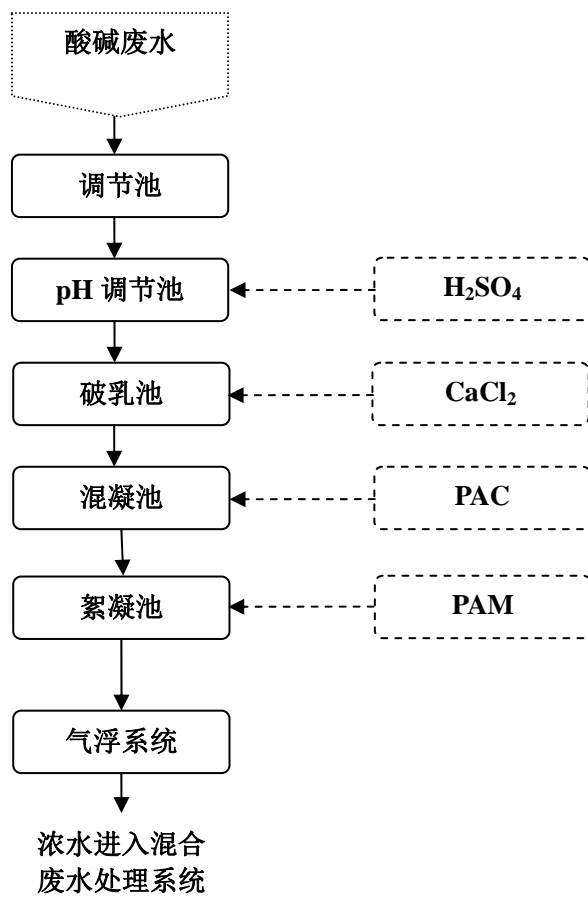 酸碱废水
调节池
pH 调节池
H₂SO₄
破乳池
CaCl₂
混凝池
PAC
絮凝池
PAM
气浮系统
浓水进入混合
废水处理系统